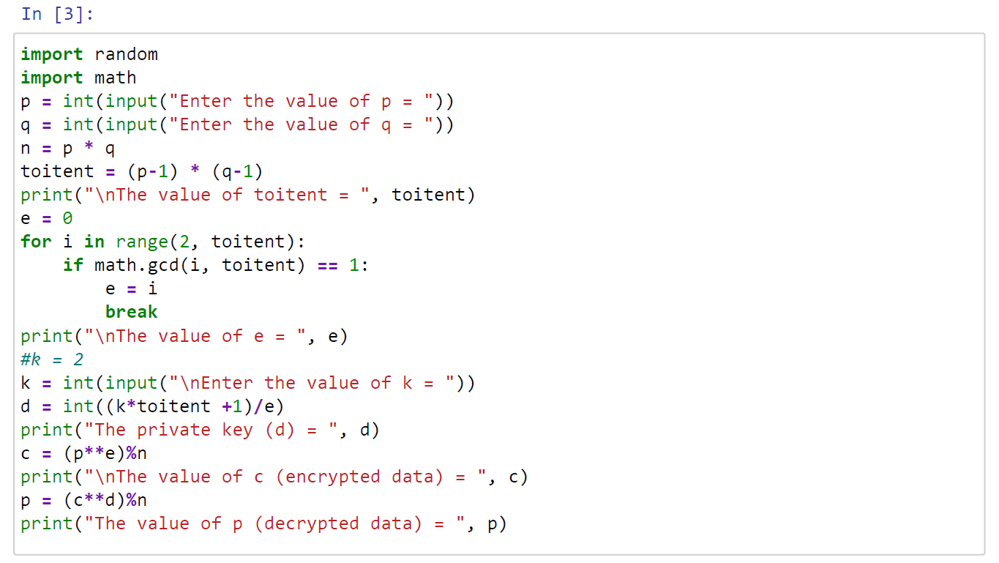 In [3]:
import random
import math
p = int(input("Enter the value of p = "))
q = int(input("Enter the value of q = "))
n = p * q
toitent = (p-1) * (q-1)
print("\nThe value of toitent = ", toitent)
e = 0
for i in range(2, toitent):
    if math.gcd(i, toitent) == 1:
        e = i
        break
print("\nThe value of e = ", e)
#k = 2
k = int(input("\nEnter the value of k = "))
d = int((k*toitent +1)/e)
print("The private key (d) = ", d)
c = (p**e)%n
print("\nThe value of c (encrypted data) = ", c)
p = (c**d)%n
print("The value of p (decrypted data) = ", p)